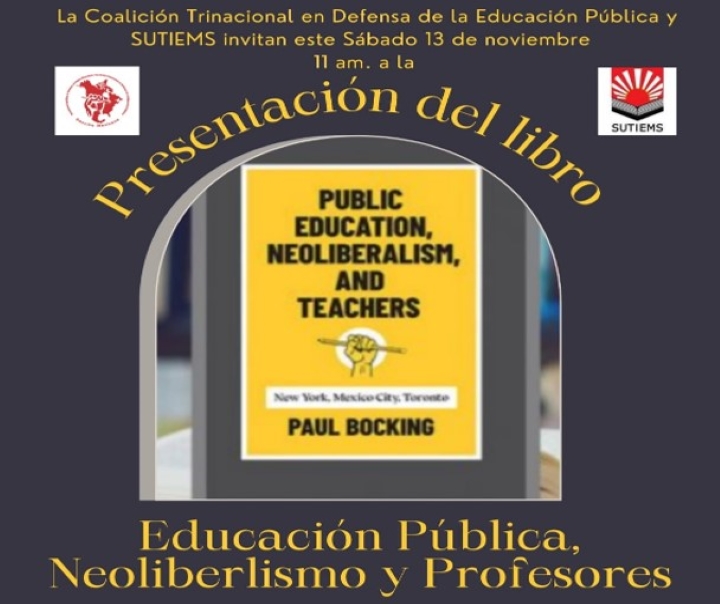 La Coalición Trinacional en Defensa de la Educación Pública y
SUTIEMS invitan este Sábado 13 de noviembre
11 am. a la
Presentación del libro
SUTIEMS
PUBLIC
EDUCATION,
NEOLIBERALISM,
AND
TEACHERS
New York, Mexico City, Toronto
PAUL BOCKING
Educación Pública,
Neoliberlismo y Profesores